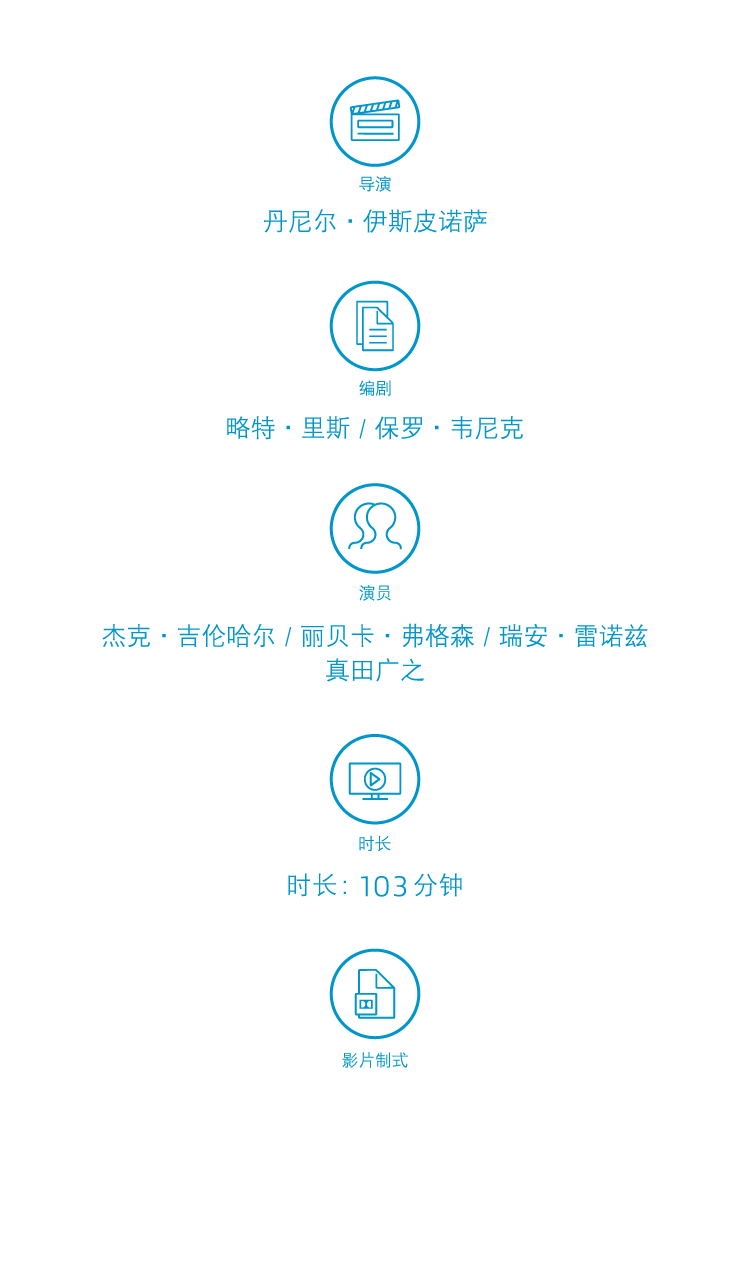 导演
丹尼尔·伊斯皮诺萨
编剧
略特·里斯 / 保罗·韦尼克
演员
杰克·吉伦哈尔 / 丽贝卡·弗格森 / 瑞安·雷诺兹
真田广之
时长
时长: 103 分钟
影片制式